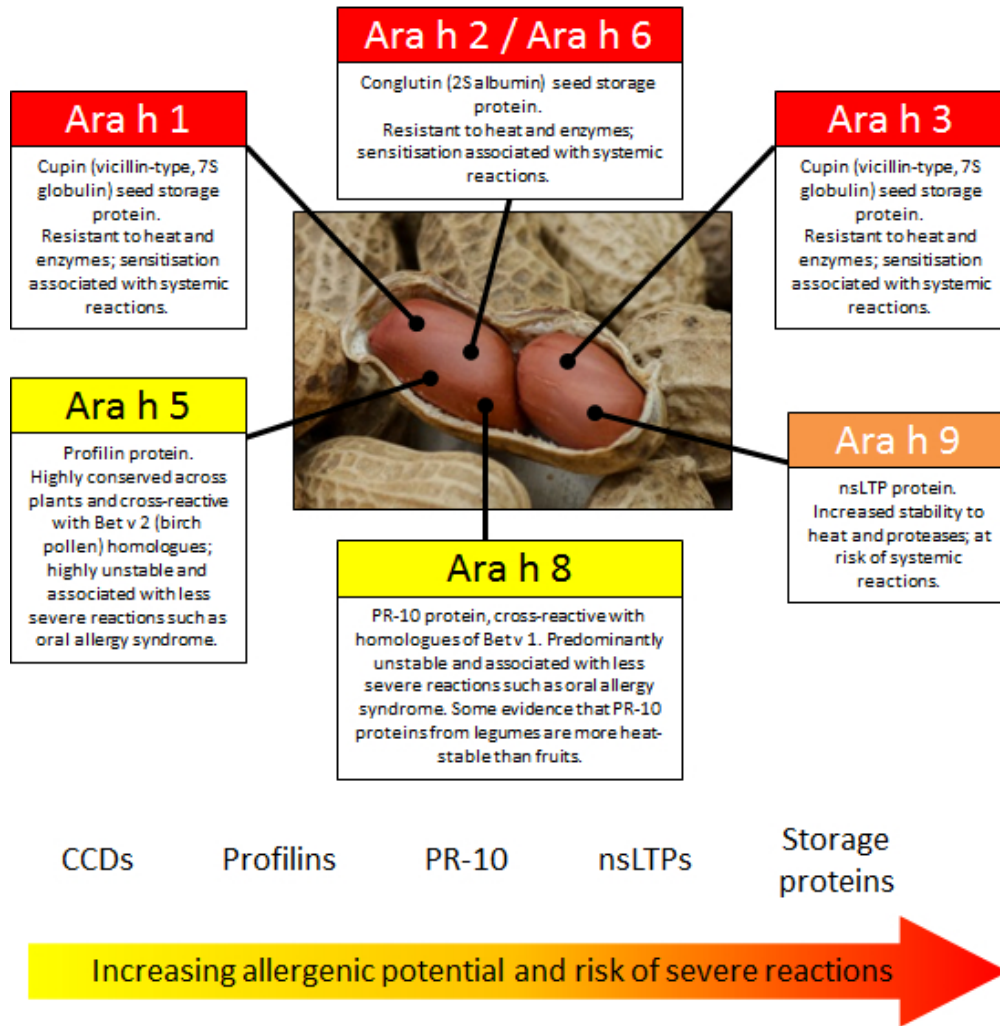 Ara h 2 / Ara h 6
Conglutin (2S albumin) seed storage
protein.
Resistant to heat and enzymes;
sensitisation associated with systemic
reactions.
Ara h 1
Cupin (vicillin-type, 7S
globulin) seed storage
protein.
Resistant to heat and
enzymes; sensitisation
associated with systemic
reactions.
Ara h 3
Cupin (vicillin-type, 7S
globulin) seed storage
protein.
Resistant to heat and
enzymes; sensitisation
associated with systemic
reactions.
Ara h 5
Profilin protein.
Highly conserved across
plants and cross-reactive
with Bet v 2 (birch
pollen) homologues;
highly unstable and
associated with less
severe reactions such as
oral allergy syndrome.
Ara h 9
nsLTP protein.
Increased stability to
heat and proteases; at
risk of systemic
reactions.
Ara h 8
PR-10 protein, cross-reactive with
homologues of Bet v 1. Predominantly
unstable and associated with less
severe reactions such as oral allergy
syndrome. Some evidence that PR-10
proteins from legumes are more heat-
stable than fruits.
CCDs
Profilins
PR-10
nsLTPs
Storage
proteins
Increasing allergenic potential and risk of severe reactions